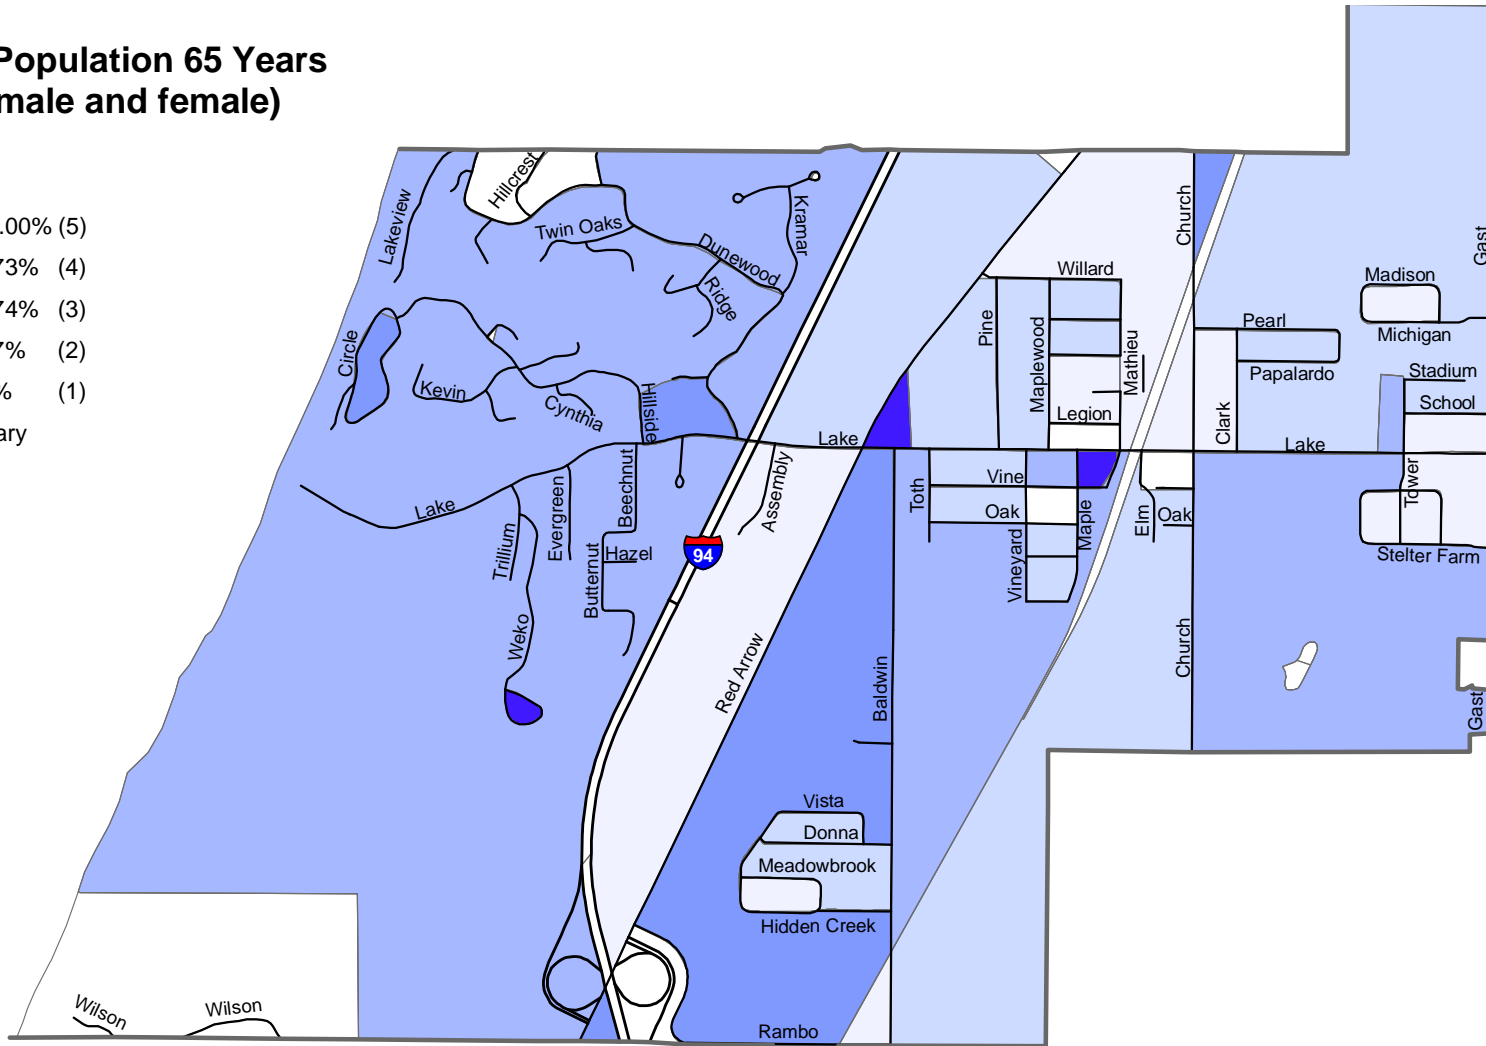 Population 65 Years
male and female)
.00% (5)
73% (4)
74% (3)
7% (2)
% (1)
ary
Hillcrest
Lakeview
Twin Oaks
Kramar
Dunewood
Ridge
Church
Gast
Willard
Madison
Pine
Maplewood
Mathieu
Pearl
Michigan
Circle
Kevin
Cynthia
Hillside
Papalardo
Stadium
School
Legion
Clark
Lake
Lake
Lake
Evergreen
Beechnut
Assembly
Toth
Vine
Oak
Maple
Elm
Oak
Tower
Trillium
Butternut
Hazel
94
Vineyard
Stelter Farm
Weko
Red Arrow
Baldwin
Church
Gast
Vista
Donna
Meadowbrook
Hidden Creek
Wilson
Wilson
Rambo